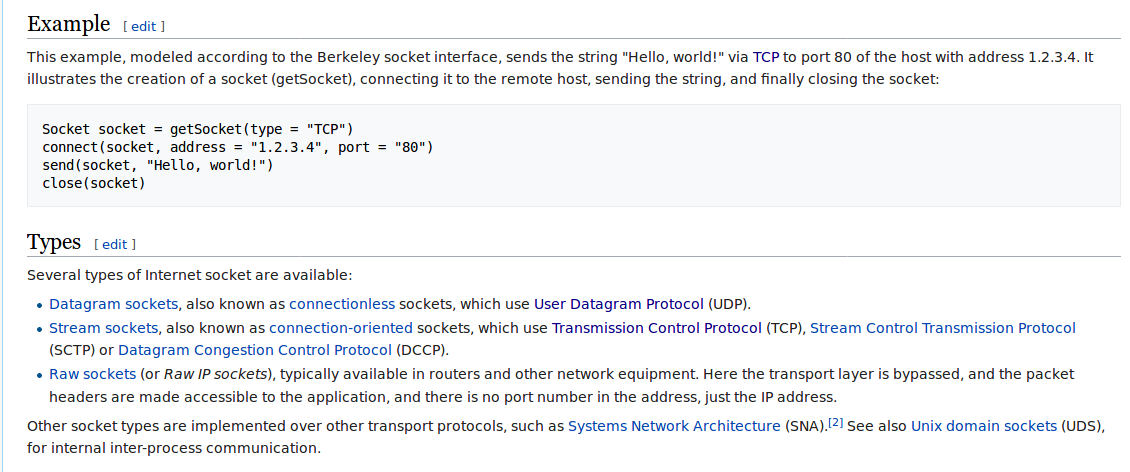 Example [ edit ]
This example, modeled according to the Berkeley socket interface, sends the string "Hello, world!" via TCP to port 80 of the host with address 1.2.3.4. It
illustrates the creation of a socket (getSocket), connecting it to the remote host, sending the string, and finally closing the socket:
Socket socket = getSocket(type = "TCP")
connect(socket, address = "1.2.3.4", port = "80")
send(socket, "Hello, world!")
close(socket)
Types [ edit ]
Several types of Internet socket are available:
• Datagram sockets, also known as connectionless sockets, which use User Datagram Protocol (UDP).
• Stream sockets, also known as connection-oriented sockets, which use Transmission Control Protocol (TCP), Stream Control Transmission Protocol
(SCTP) or Datagram Congestion Control Protocol (DCCP).
• Raw sockets (or Raw IP sockets), typically available in routers and other network equipment. Here the transport layer is bypassed, and the packet
headers are made accessible to the application, and there is no port number in the address, just the IP address.
Other socket types are implemented over other transport protocols, such as Systems Network Architecture (SNA).[2] See also Unix domain sockets (UDS),
for internal inter-process communication.